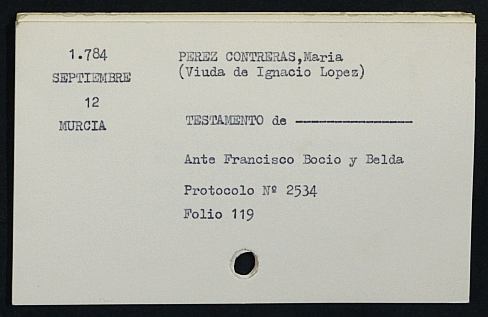 1.784
SEPTIEMBRE
12
MURCIA
PEREZ CONTRERAS,Maria
(Viuda de Ignacio Lopez)
TESTAMENTO de ----------------
Ante Francisco Bocio y Belda
Protocolo Nº 2534
Folio 119